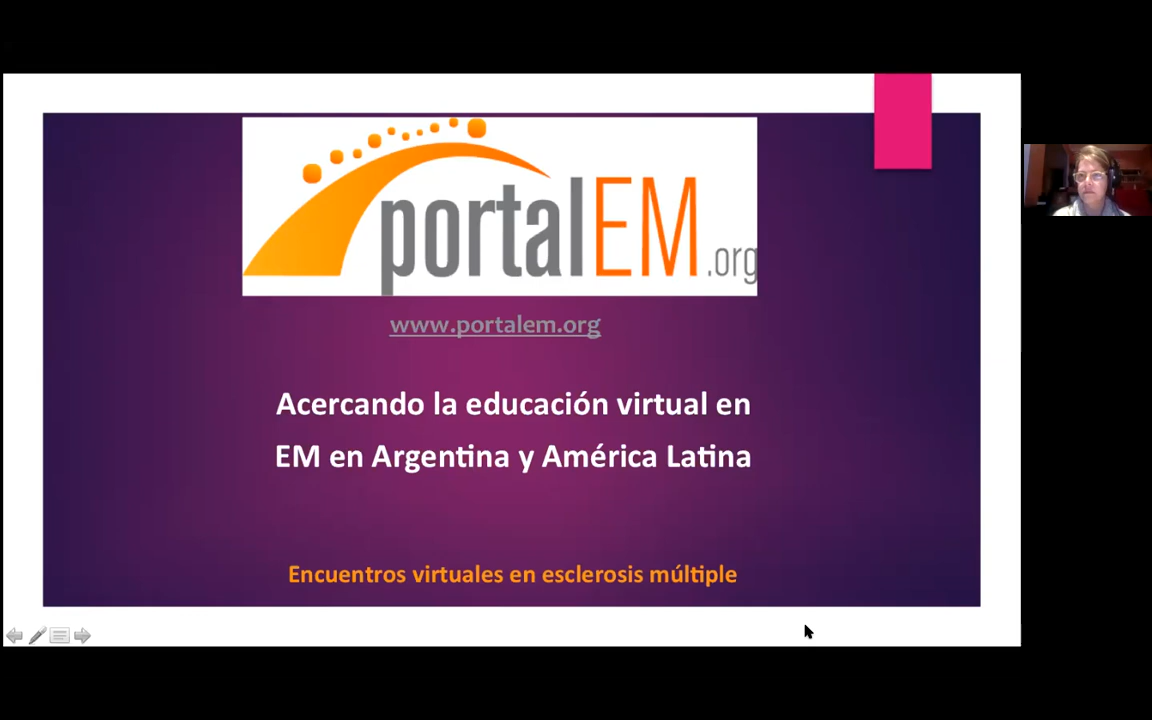 portalEM.org
www.portalem.org
Acercando la educación virtual en
EM en Argentina y América Latina
Encuentros virtuales en esclerosis múltiple